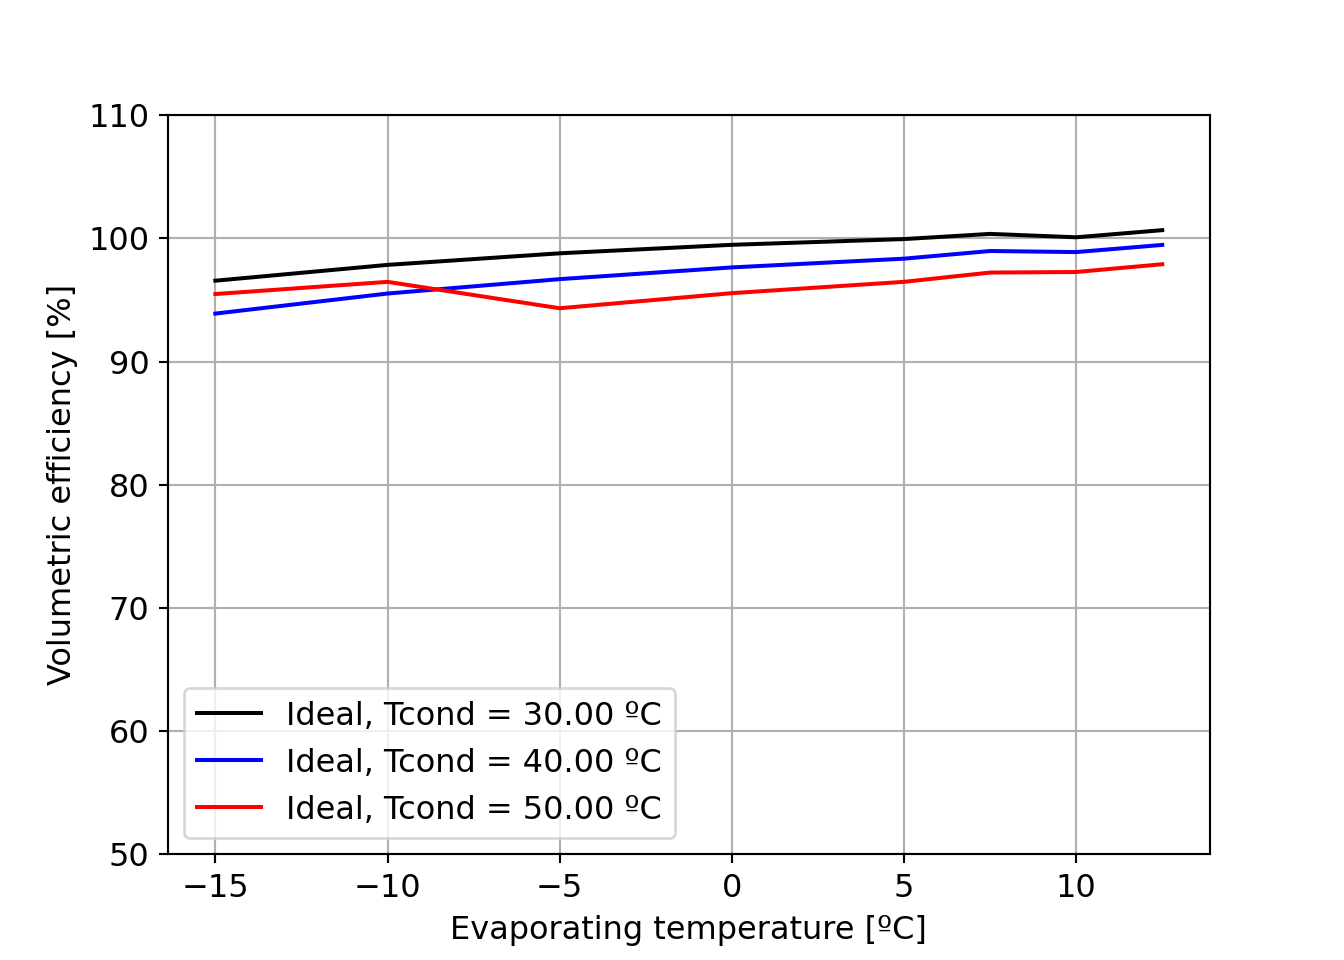 110
100
90
80
70
60
50
Volumetric efficiency [%]
Ideal, Tcond = 30.00 ºC
Ideal, Tcond = 40.00 ºC
Ideal, Tcond = 50.00 ºC
−15 −10 −5 0 5 10
Evaporating temperature [ºC]